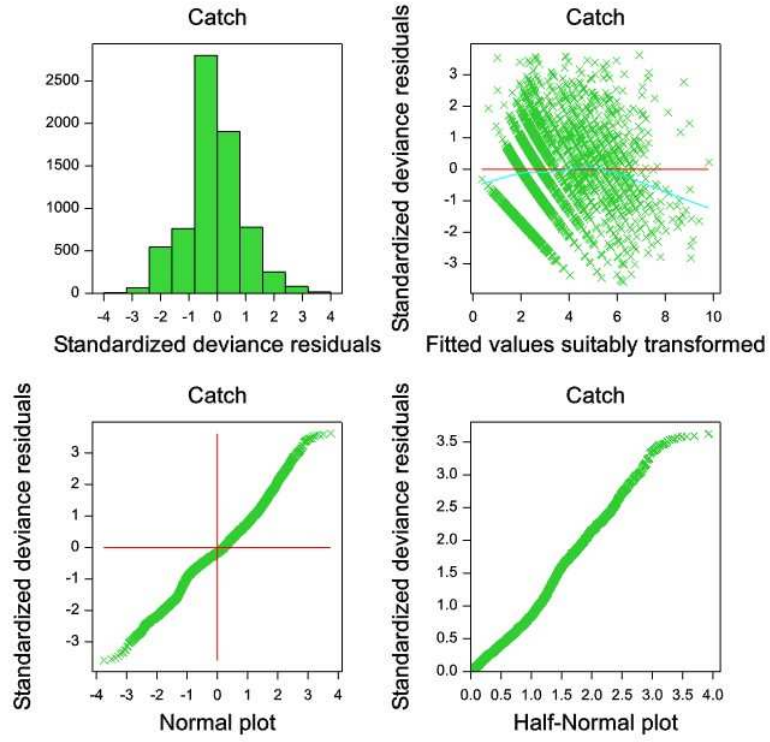 Catch
2500
2000
1500
1000
500
0
-4 -3 -2 -1 0 1 2 3 4
Standardized deviance residuals
Catch
Standardized deviance residuals
3
2
1
0
-1
-2
-3
0 2 4 6 8 10
Fitted values suitably transformed
Catch
Standardized deviance residuals
3
2
1
0
-1
-2
-3
-4 -3 -2 -1 0 1 2 3 4
Normal plot
Catch
Standardized deviance residuals
3.5
3.0
2.5
2.0
1.5
1.0
0.5
0.0
0.0 0.5 1.0 1.5 2.0 2.5 3.0 3.5 4.0
Half-Normal plot